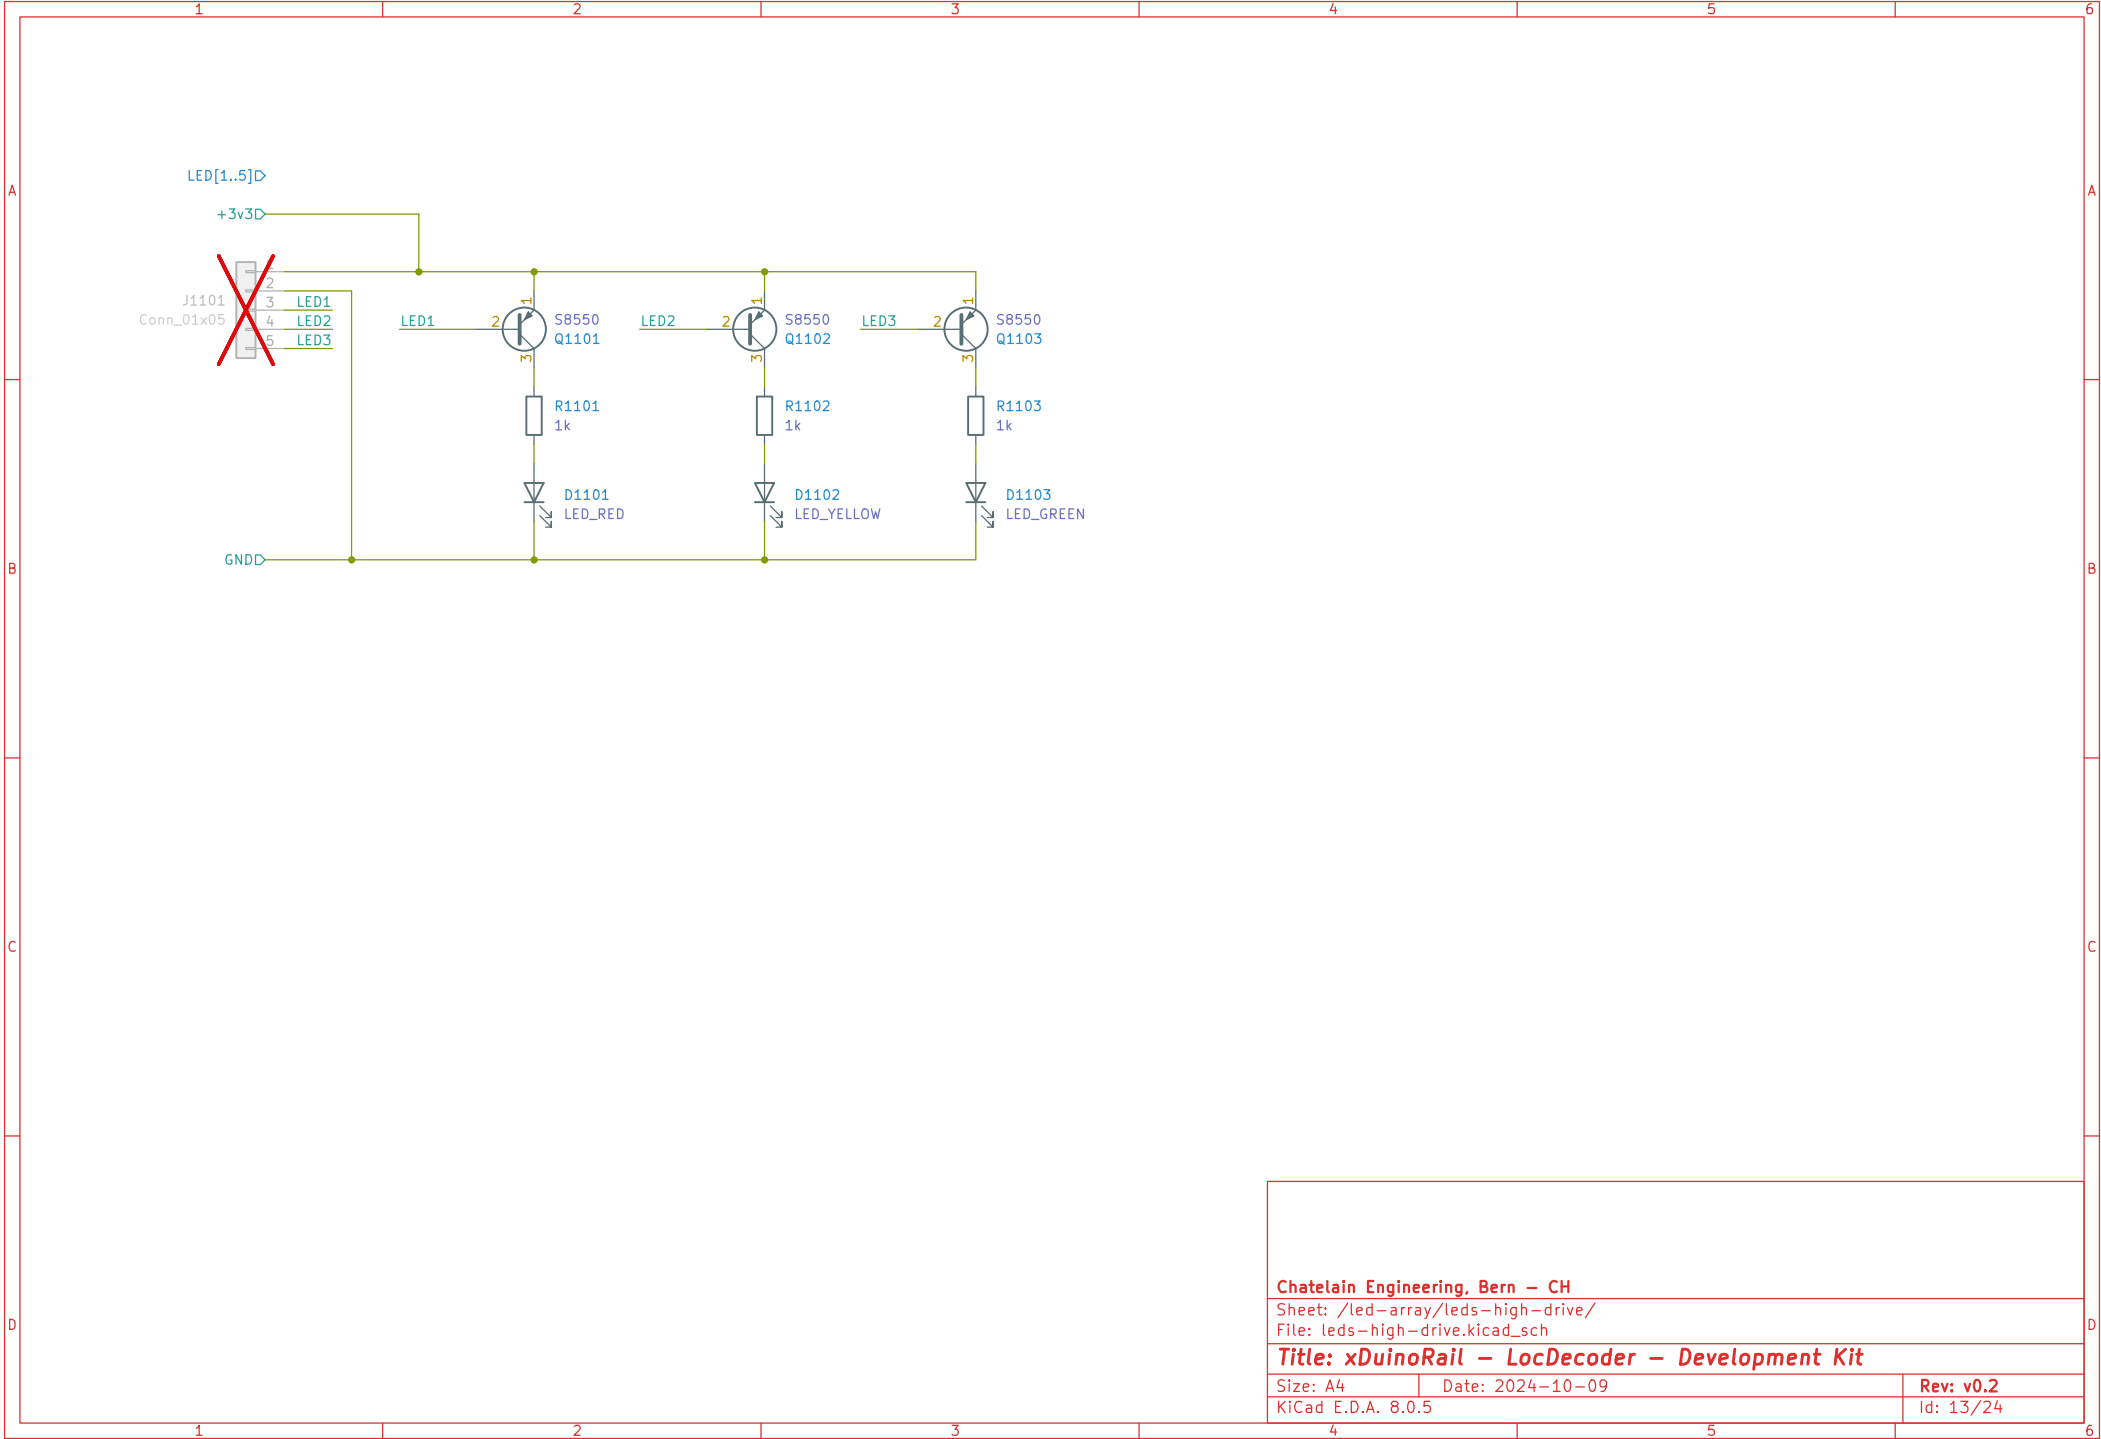 1 2 3 4 5 6
A A
LED[1..5]
+3v3
2
3
4
5
J1101
Conn_01x05
LED1
LED2
LED3
LED1
2
1
3
S8550
Q1101
LED2
2
1
3
S8550
Q1102
LED3
2
1
3
S8550
Q1103
R1101
1k
R1102
1k
R1103
1k
D1101
LED_RED
D1102
LED_YELLOW
D1103
LED_GREEN
GND
B B
C C
D D
Chatelain Engineering, Bern – CH
Sheet: /led-array/leds-high-drive/
File: leds-high-drive.kicad_sch
Title: xDuinoRail – LocDecoder – Development Kit
Size: A4
Date: 2024-10-09
Rev: v0.2
KiCad E.D.A. 8.0.5
Id: 13/24
1 2 3 4 5 6